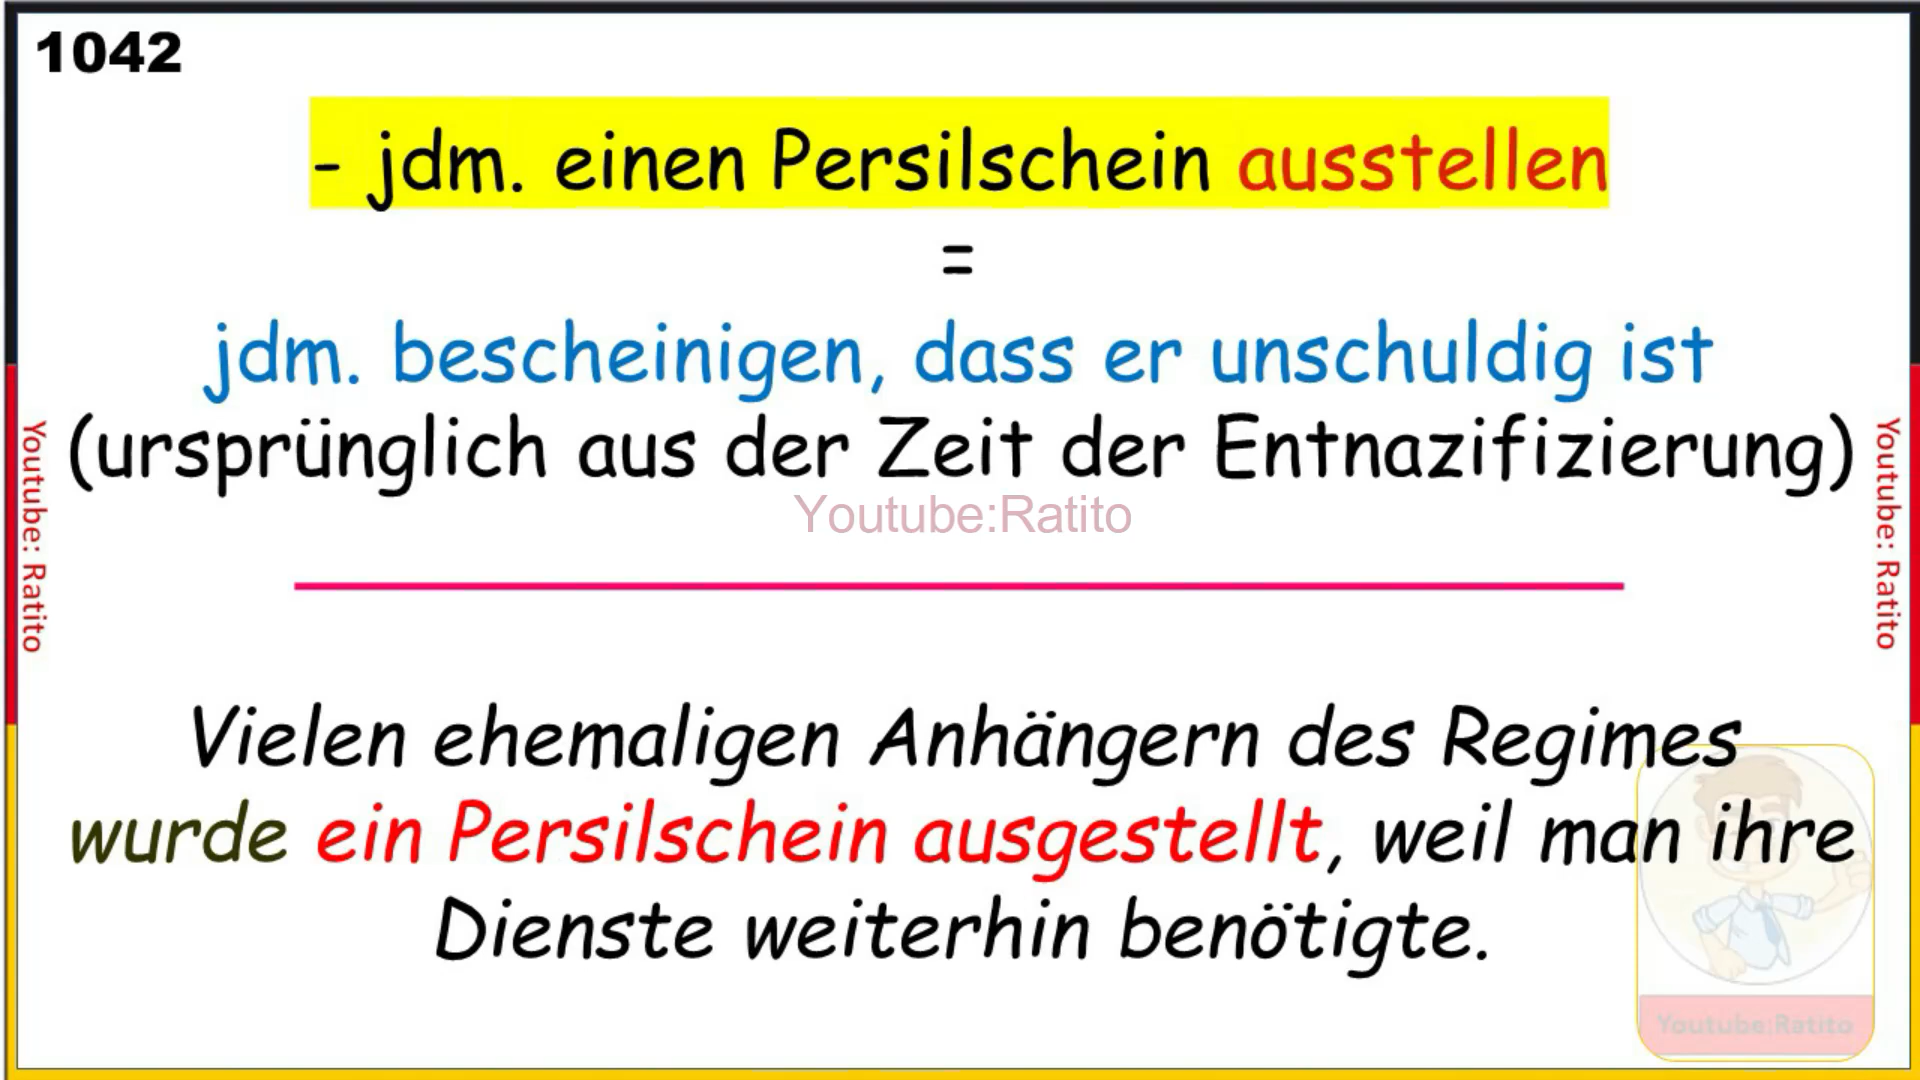 1042
- jdm. einen Persilschein ausstellen
=
jdm. bescheinigen, dass er unschuldig ist
(ursprünglich aus der Zeit der Entnazifizierung)
Youtube:Ratito
Youtube: Ratito
Youtube: Ratito
Vielen ehemaligen Anhängern des Regimes
wurde ein Persilschein ausgestellt, weil man ihre
Dienste weiterhin benötigte.
Youtube:Ratito